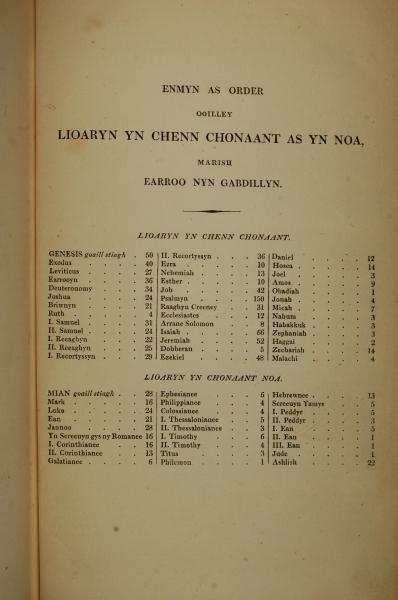 ENMYN AS ORDER
OOILLEY
LIOARYN YN CHENN CHONAANT AS YN NOA,
MARISH
EARROO NYN GABDILLYN.
LIOARYN YN CHENN CHONAANT.
GENESIS goaill stiagh . 50
Exodus . . . . 40
Leviticus . . . . 27
Earrooyn . . . . 36
Deuteronomy . . . 34
Joshua . . . . 24
Briwnyn . . . . 21
Ruth . . . . . 4
I. Samuel . . . . 31
II. Samuel . . . . 24
I. Reeaghyn . . . 22
II. Reeaghyn . . . 25
I. Recortyssyn . . . 29
II. Recortyssyn . . . 36
Ezra . . . . . 10
Nehemiah . . . . 13
Esther . . . . 10
Job . . . . . 42
Psalmyn . . . . 150
Raaghyn Creeney . . 31
Ecclesiastes . . . 12
Arrane Solomon . . 8
Isaiah . . . . 66
Jeremiah . . . . 52
Dobberan . . . . 5
Ezekiel . . . . 48
Daniel . . . . . 12
Hosea . . . . . 14
Joel . . . . . 3
Amos . . . . . 9
Obadiah . . . . 1
Jonah . . . . . 4
Micah . . . . . 7
Nahum . . . . . 3
Habakkuk . . . . 3
Zephaniah . . . . 3
Haggai . . . . . 2
Zechariah . . . . 14
Malachi . . . . 4
LIOARYN YN CHONAANT NOA.
MIAN goaill stiagh . . 28
Mark . . . . . 16
Luke . . . . . 24
Ean . . . . . 21
Jannoo . . . . 28
Yn Screeuyn gys ny Romanee 16
I. Corinthianee . . . 16
II. Corinthianee . . . 13
Galatianee . . . . 6
Ephesianee . . . . 6
Philippianee . . . 4
Colossianee . . . 4
I. Thessalonianee . . 5
II. Thessalonianee . . 3
I. Timothy . . . . 6
II. Timothy . . . 4
Titus . . . . . 3
Philemon . . . . 1
Hebrewnee . . . . 13
Screeuyn Yamys . . . 5
I. Peddyr . . . . 5
II. Peddyr . . . . 3
I. Ean . . . . . 5
II. Ean . . . . 1
III. Ean . . . . 1
Jude . . . . . 1
Ashlish . . . . 22